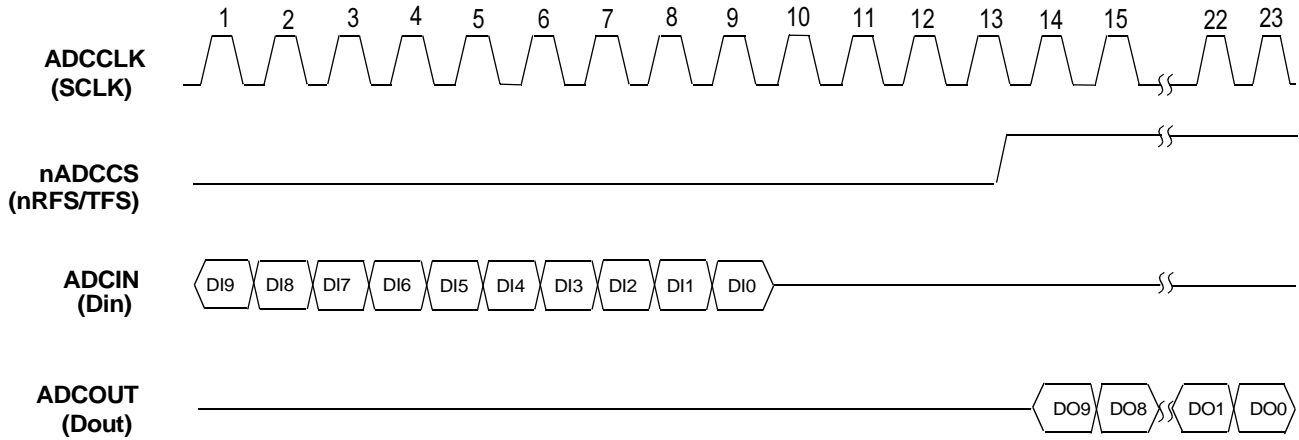 1 2 3 4 5 6 7 8 9 10 11 12 13 14 15 22 23
ADCCLK
(SCLK)
nADCCS
(nRFS/TFS)
ADCIN
(Din)
DI9 DI8 DI7 DI6 DI5 DI4 DI3 DI2 DI1 DI0
ADCOUT
(Dout)
DO9 DO8 DO1 DO0